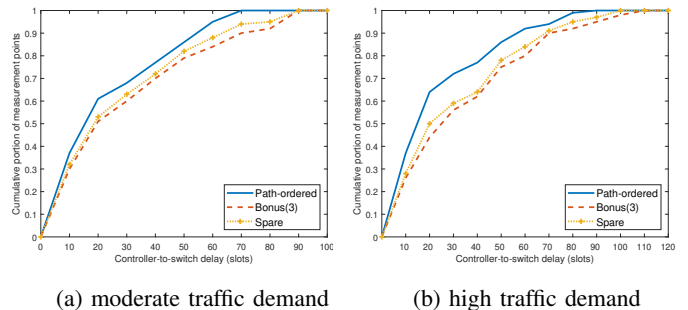 1
0.9
0.8
0.7
0.6
0.5
0.4
0.3
0.2
0.1
0
Cumulative portion of measurement points
Path-ordered
Bonus(3)
Spare
0 10 20 30 40 50 60 70 80 90 100
Controller-to-switch delay (slots)
(a) moderate traffic demand
1
0.9
0.8
0.7
0.6
0.5
0.4
0.3
0.2
0.1
0
Cumulative portion of measurement points
Path-ordered
Bonus(3)
Spare
10 20 30 40 50 60 70 80 90 100 110 120
Controller-to-switch delay (slots)
(b) high traffic demand